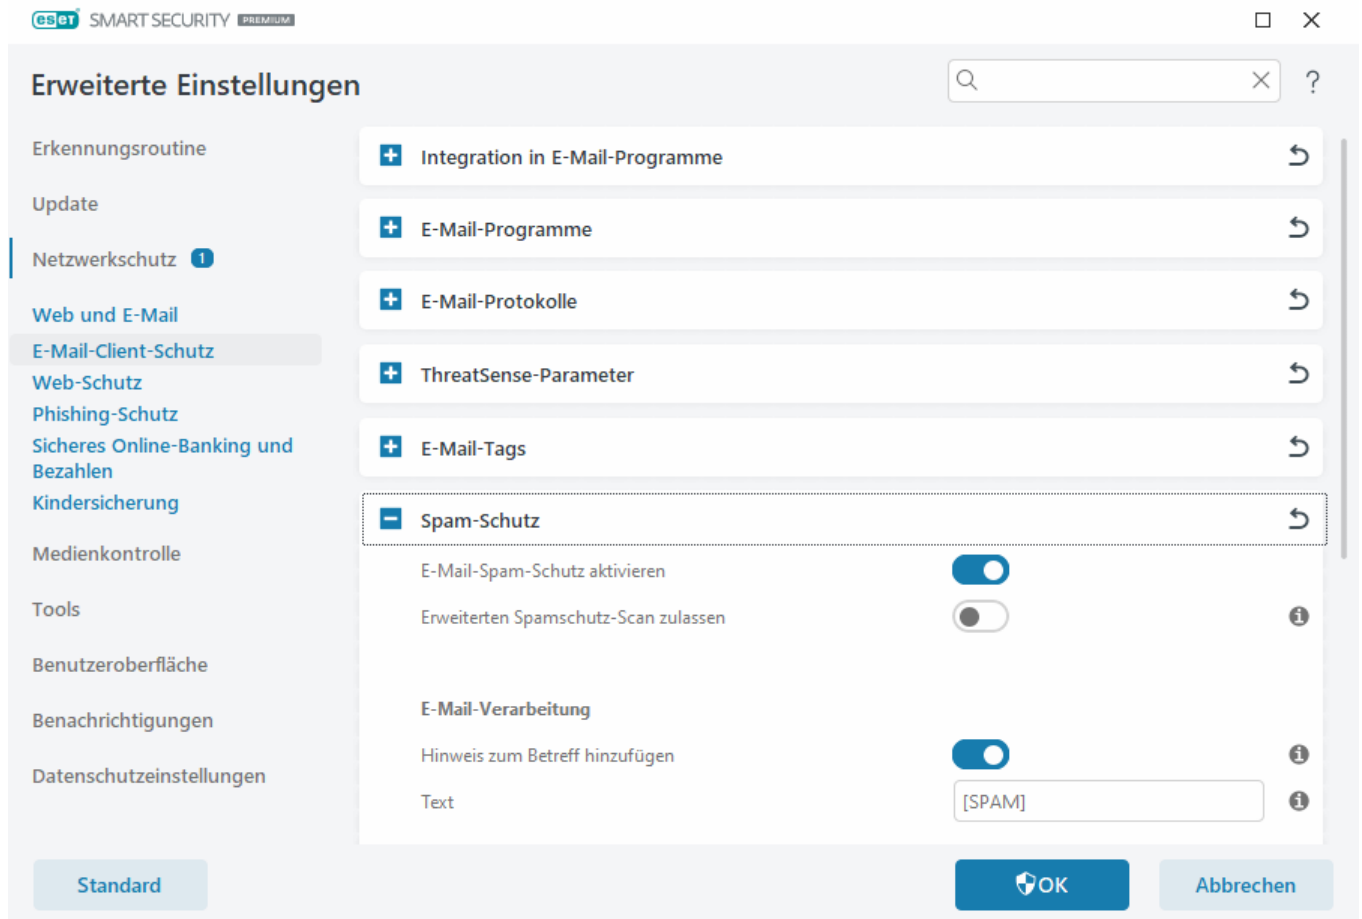 eset SMART SECURITY PREMIUM
Erweiterte Einstellungen
?
Erkennungsroutine
Update
Netzwerkschutz 1
Web und E-Mail
E-Mail-Client-Schutz
Web-Schutz
Phishing-Schutz
Sicheres Online-Banking und
Bezahlen
Kindersicherung
Medienkontrolle
Tools
Benutzeroberfläche
Benachrichtigungen
Datenschutzeinstellungen
Integration in E-Mail-Programme
E-Mail-Programme
E-Mail-Protokolle
ThreatSense-Parameter
E-Mail-Tags
Spam-Schutz
E-Mail-Spam-Schutz aktivieren
Erweiterten Spamschutz-Scan zulassen
E-Mail-Verarbeitung
Hinweis zum Betreff hinzufügen
Text [SPAM]
Standard
OK
Abbrechen